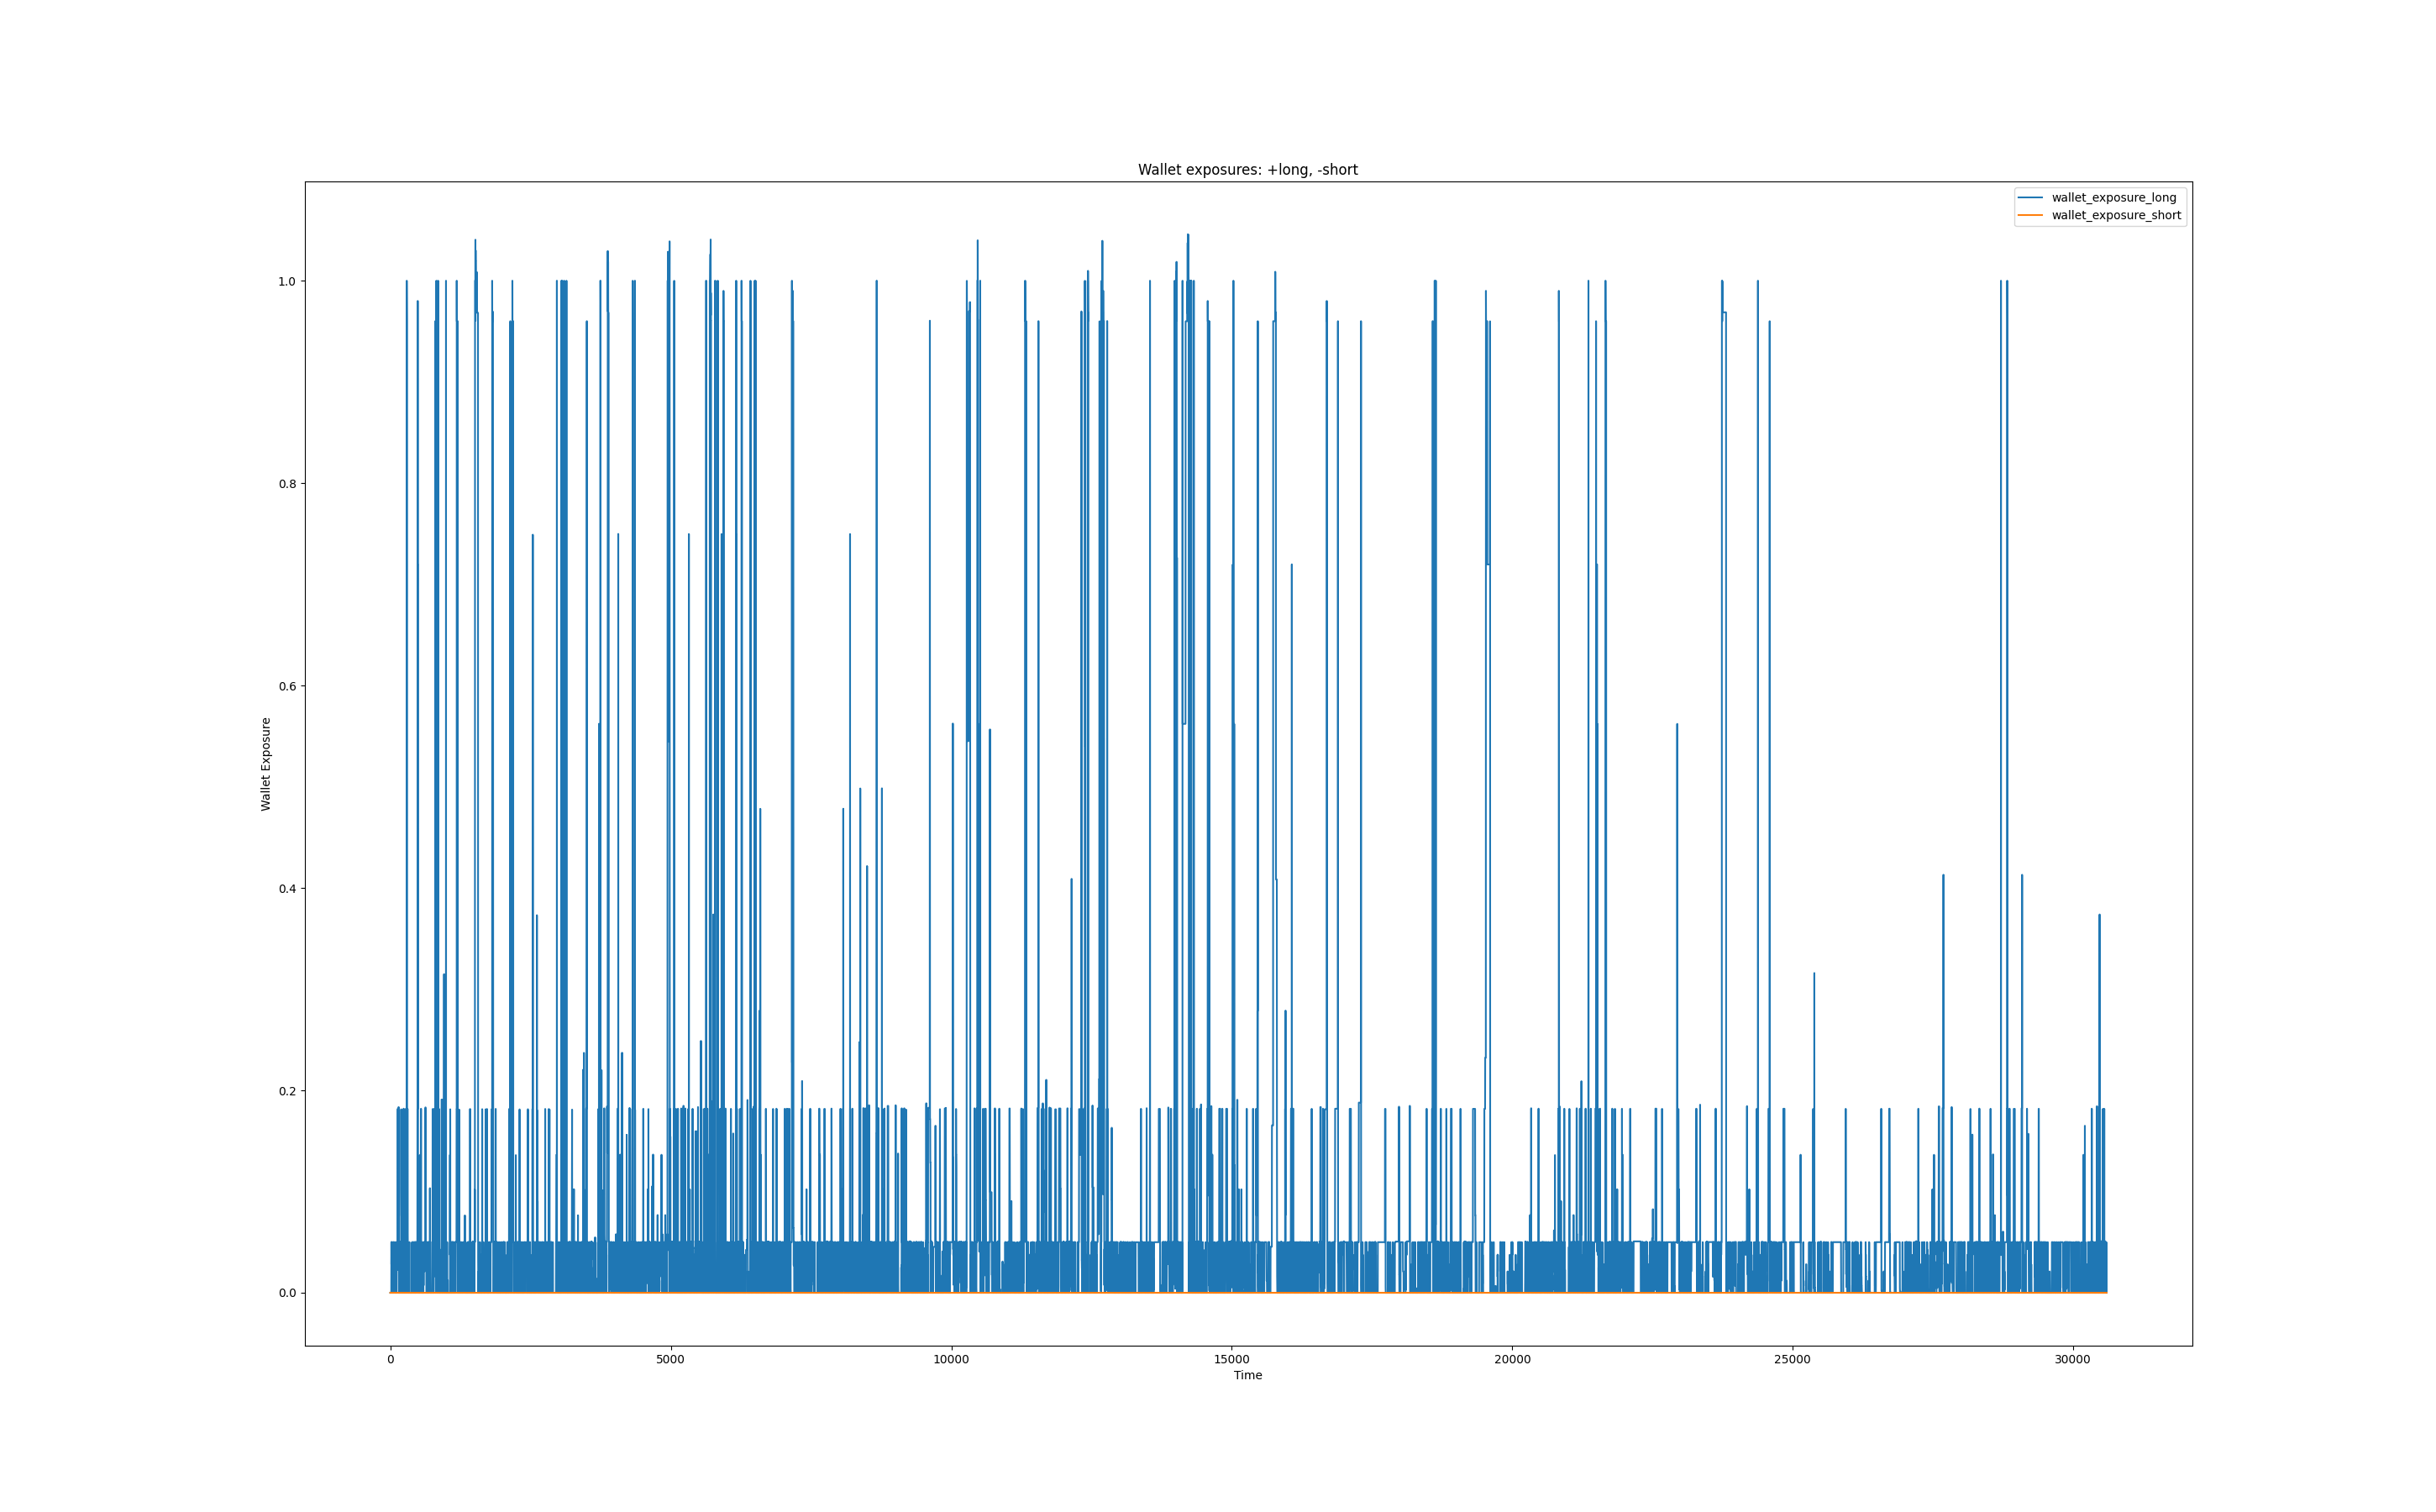 Wallet exposures: +long, -short
wallet_exposure_long
wallet_exposure_short
1.0
0.8
0.6
0.4
0.2
0.0
Wallet Exposure
0 5000 10000 15000 20000 25000 30000
Time